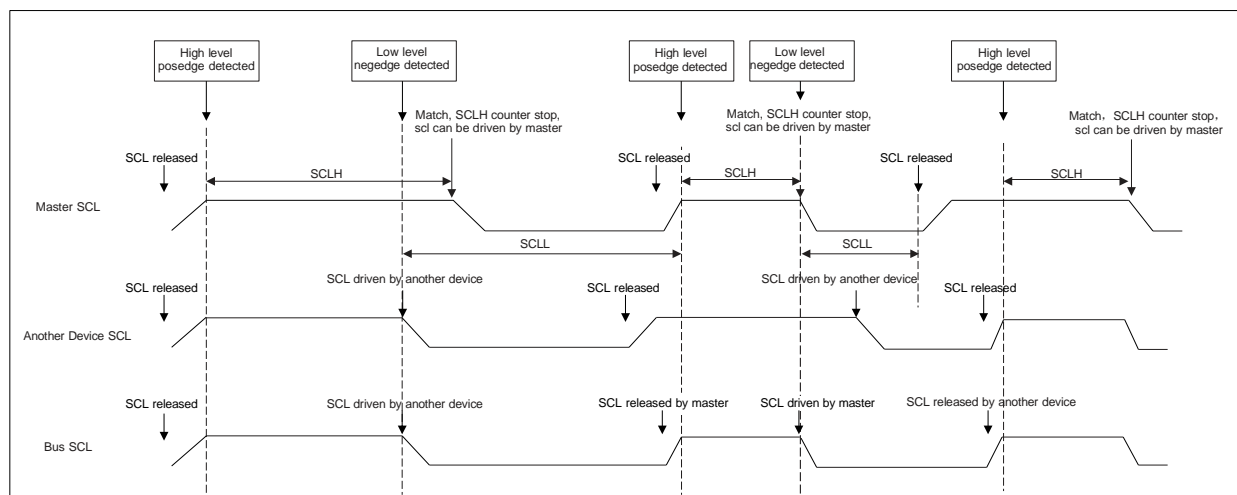 High level
posedge detected
Low level
negedge detected
High level
posedge detected
Low level
negedge detected
High level
posedge detected
Match, SCLH counter stop,
scl can be driven by master
Match, SCLH counter stop,
scl can be driven by master
Match，SCLH counter stop，
scl can be driven by master
SCL released
SCL released
SCL released
SCLH
SCLH
SCLH
Master SCL
SCLL
SCLL
SCL released
SCL driven by another device
SCL released
SCL driven by another device
SCL released
Another Device SCL
SCL released
SCL driven by another device
SCL released by master
SCL driven by master
SCL released by another device
Bus SCL